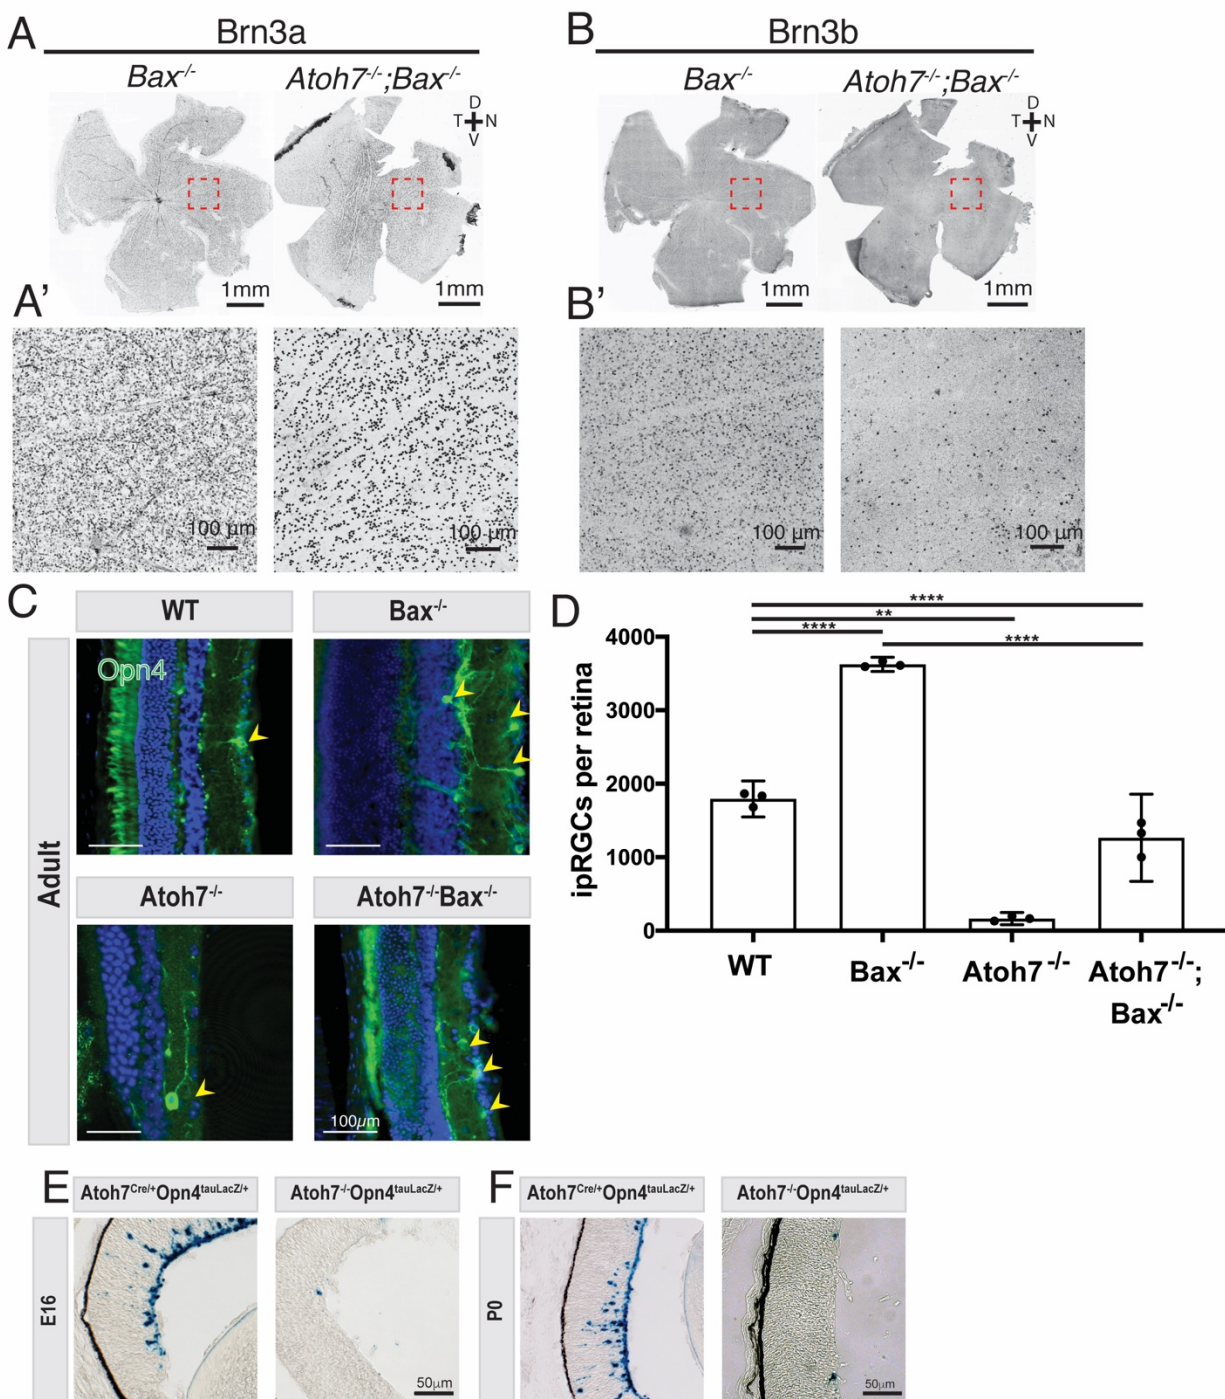 A
Brn3a
Bax-/-
Atoh7-/-;Bax-/-
D
T N
V
1mm
1mm
B
Brn3b
Bax-/-
Atoh7-/-;Bax-/-
D
T N
V
1mm
1mm
A'
100 µm
100 µm
B'
100 µm
100 µm
C
WT
Bax-/-
Opn4
Adult
Atoh7-/-
Atoh7-/-Bax-/-
100µm
D
****
**
****
****
ipRGCs per retina
4000
3000
2000
1000
0
WT
Bax-/-
Atoh7-/-
Atoh7-/-;
Bax-/-
E
Atoh7Cre/+Opn4tauLacZ/+
Atoh7-/-Opn4tauLacZ/+
E16
50µm
F
Atoh7Cre/+Opn4tauLacZ/+
Atoh7-/-Opn4tauLacZ/+
P0
50µm